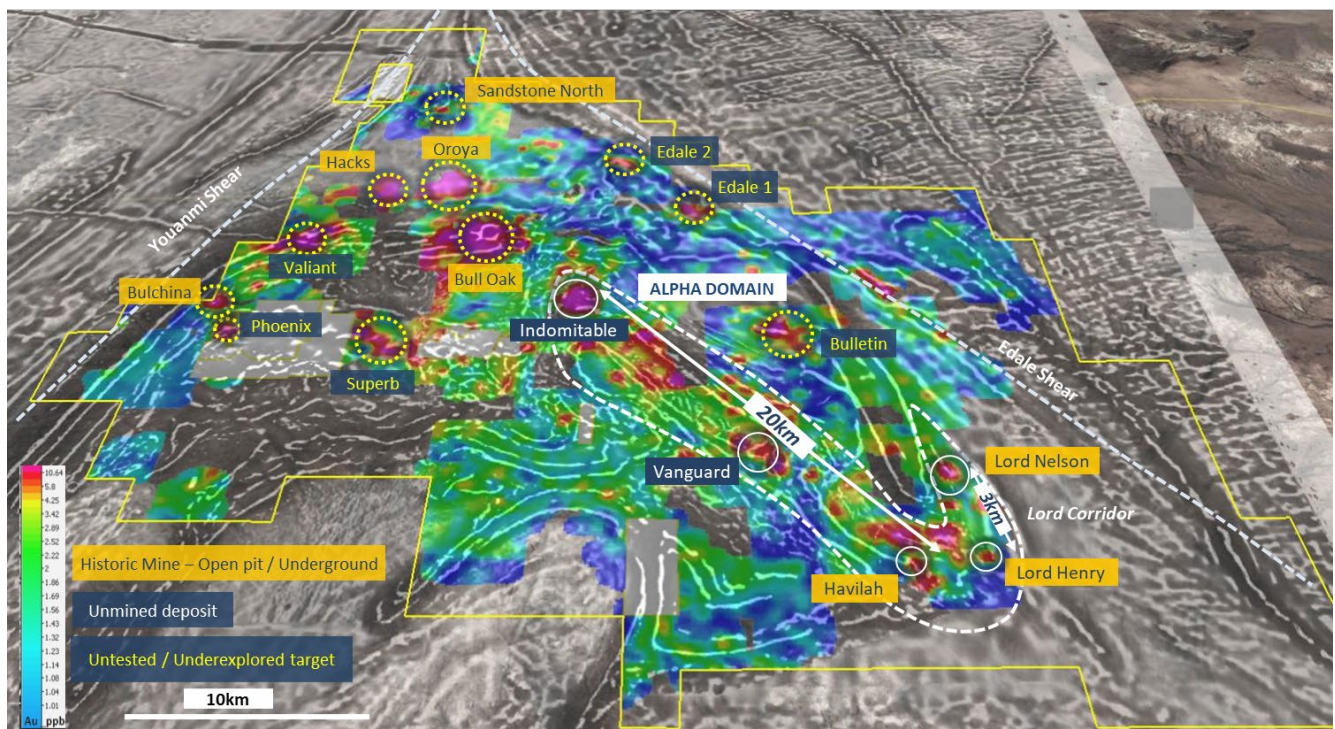 Sandstone North
Hacks
Oroya
Edale 2
Edale 1
Youanmi Shear
Valiant
Bull Oak
Bulchina
ALPHA DOMAIN
Indomitable
Phoenix
Bulletin
Superb
Edale Shear
20km
Vanguard
Lord Nelson
3km
Lord Corridor
Havilah
Lord Henry
10.64
5.8
4.25
3.42
2.89
2.52
2.24
2
1.86
1.69
1.56
1.43
1.32
1.23
1.14
1.08
1.04
1.01
Au ppb
Historic Mine – Open pit / Underground
Unmined deposit
Untested / Underexplored target
10km